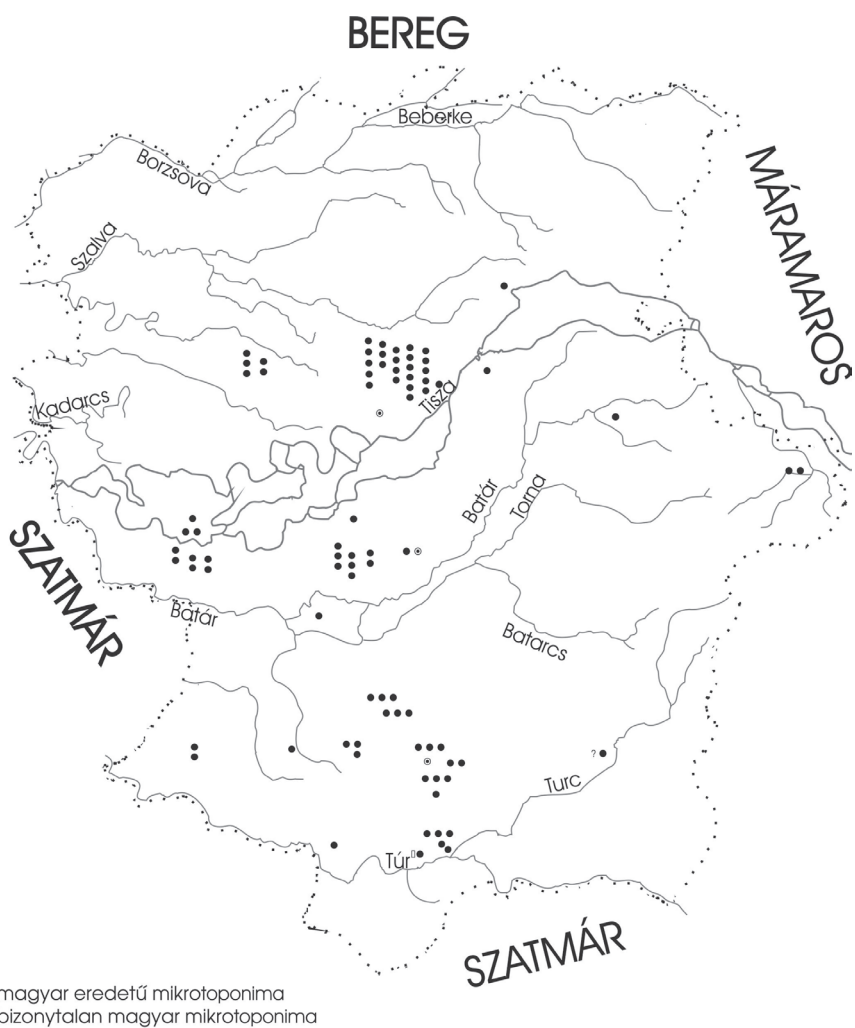 BEREG
Beberke
MÁRAMAROS
Borzsova
Szalva
Kadarcs
Tisza
Batár
Torna
SZATMÁR
Batár
Batarcs
?
Turc
Túr
SZATMÁR
magyar eredetű mikrotoponima
bizonytalan magyar mikrotoponima